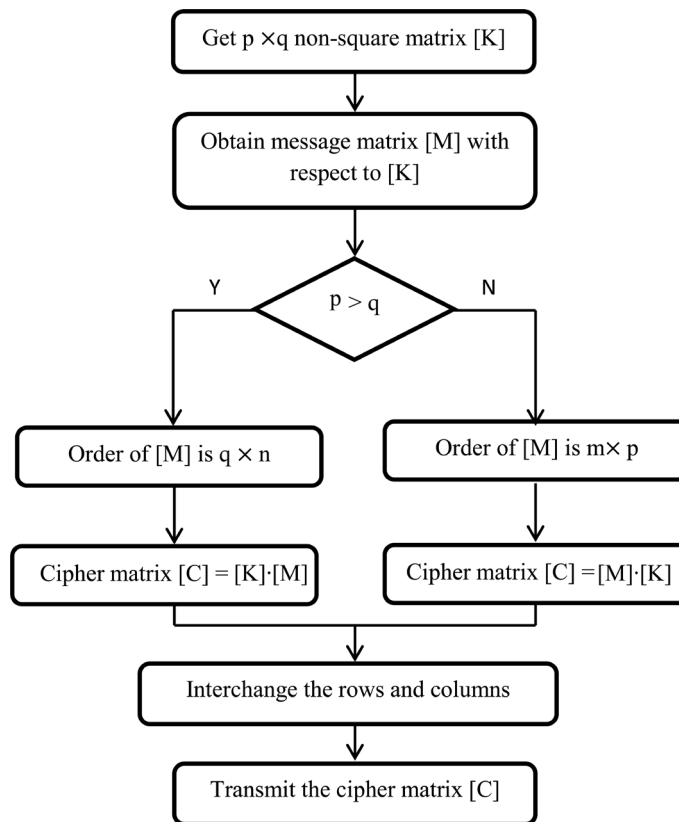 Get p ×q non-square matrix [K]
Obtain message matrix [M] with
respect to [K]
Y
p > q
N
Order of [M] is q × n
Order of [M] is m× p
Cipher matrix [C] = [K]·[M]
Cipher matrix [C] = [M]·[K]
Interchange the rows and columns
Transmit the cipher matrix [C]